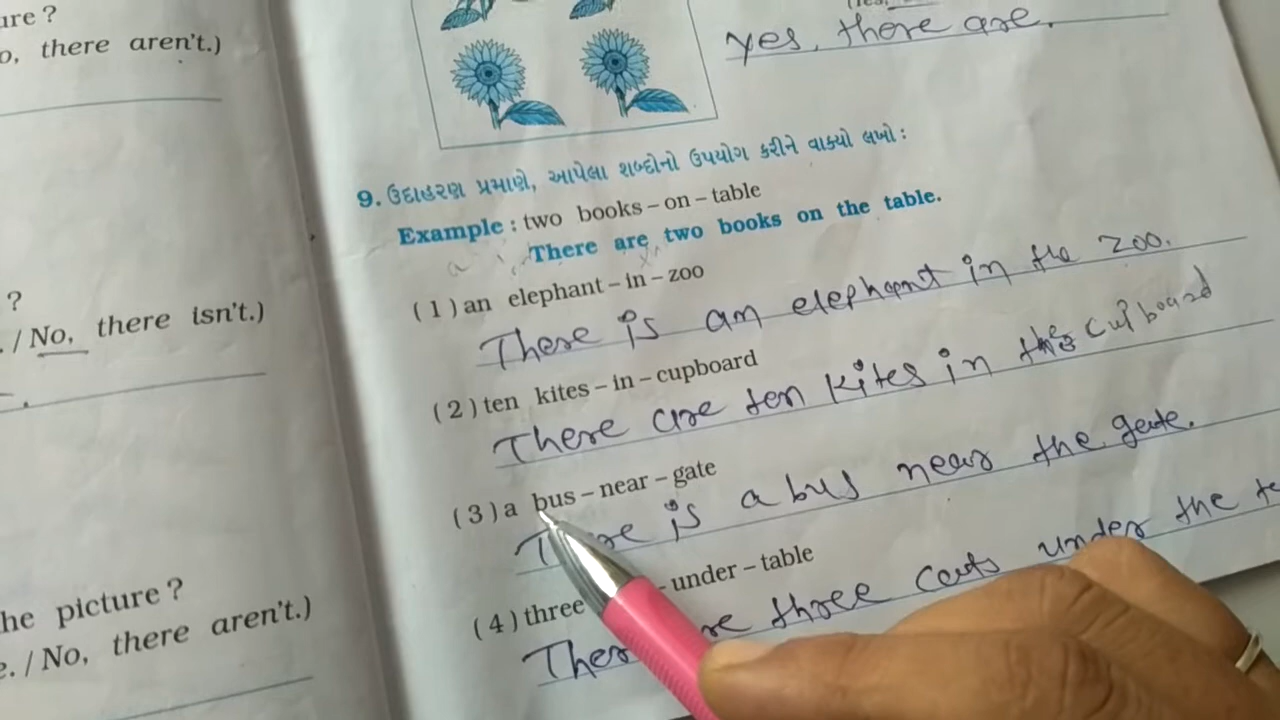 ure ?
o, there aren't.)
yes, there are.
9. ઉદાહરણ પ્રમાણે, આપેલા શબ્દોનો ઉપયોગ કરીને વાક્યો લખો :
Example : two books – on – table
There are two books on the table.
( 1 ) an elephant – in – zoo
There is an elephant in the zoo.
?
. / No, there isn't.)
( 2 ) ten kites – in – cupboard
There are ten kites in the cupboard
( 3 ) a bus – near – gate
There is a bus near the gate.
he picture ?
e. / No, there aren't.)
( 4 ) three – under – table
There are three cats under the